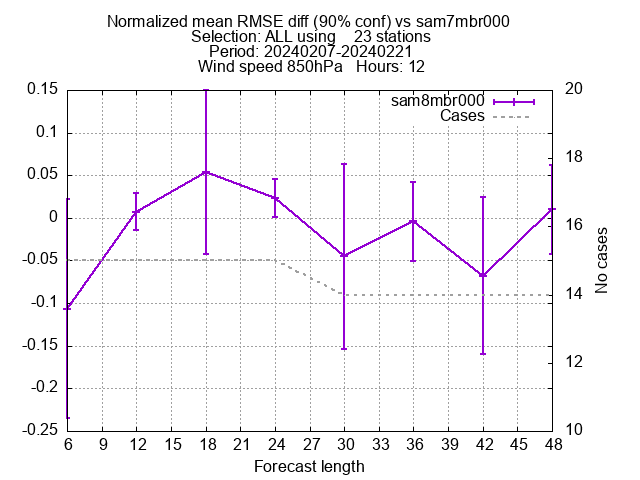 Normalized mean RMSE diff (90% conf) vs sam7mbr000
Selection: ALL using    23 stations
Period: 20240207-20240221
Wind speed 850hPa   Hours: 12
sam8mbr000
Cases
0.15
0.1
0.05
0
-0.05
-0.1
-0.15
-0.2
-0.25
20
18
16
14
12
10
No cases
6 9 12 15 18 21 24 27 30 33 36 39 42 45 48
Forecast length